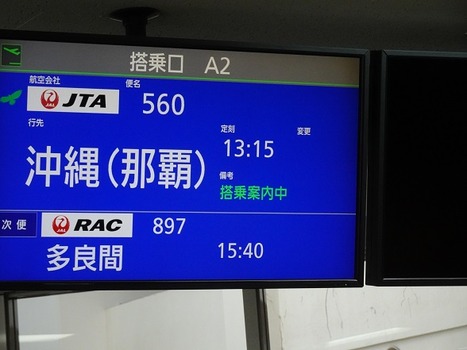 搭乗口 A2
航空会社 便名
JAL JTA 560
行先 定刻 変更
沖縄(那覇) 13:15
備考
搭乗案内中
次便 JAL RAC 897
多良間 15:40